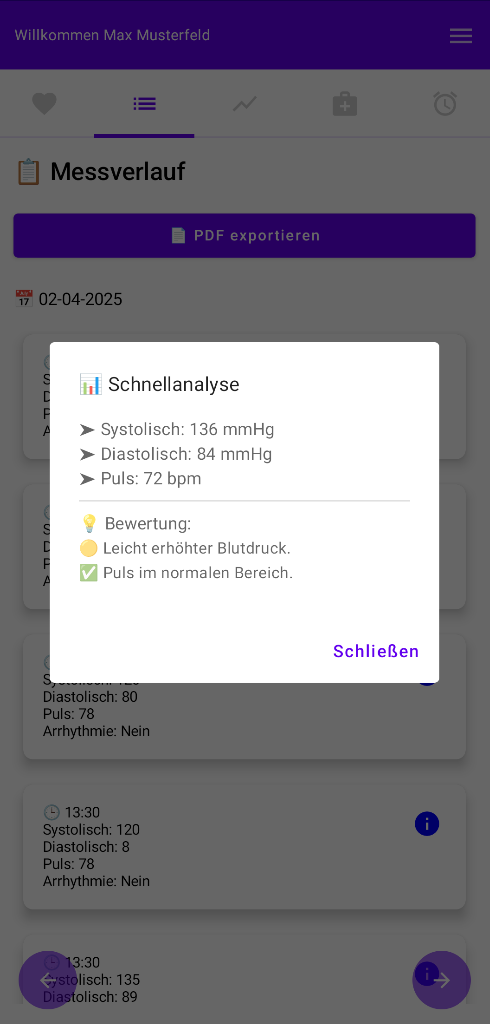 Willkommen Max Musterfeld
📋 Messverlauf
📄 PDF exportieren
📅 02-04-2025
📊 Schnellanalyse
➤ Systolisch: 136 mmHg
➤ Diastolisch: 84 mmHg
➤ Puls: 72 bpm
💡 Bewertung:
🟡 Leicht erhöhter Blutdruck.
✅ Puls im normalen Bereich.
Schließen
Diastolisch: 80
Puls: 78
Arrhythmie: Nein
🕒 13:30
Systolisch: 120
Diastolisch: 8
Puls: 78
Arrhythmie: Nein
🕒 13:30
Systolisch: 135
Diastolisch: 89